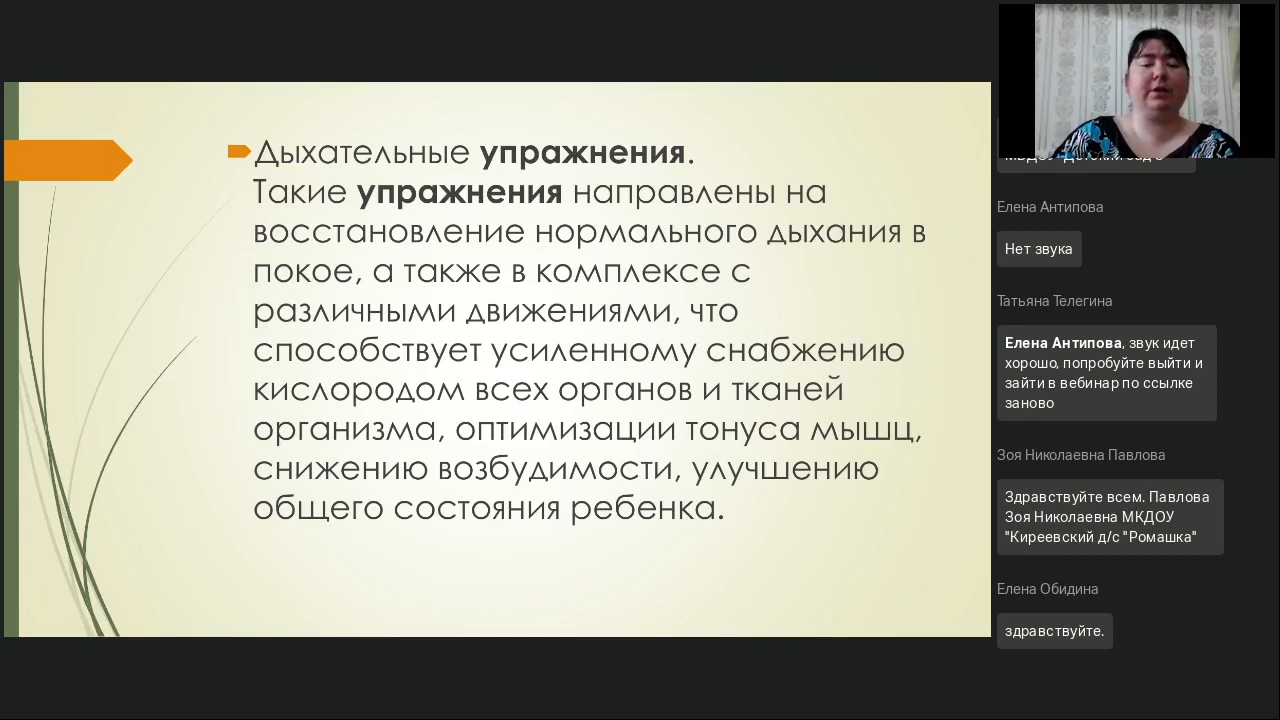 Дыхательные упражнения.
Такие упражнения направлены на
восстановление нормального дыхания в
покое, а также в комплексе с
различными движениями, что
способствует усиленному снабжению
кислородом всех органов и тканей
организма, оптимизации тонуса мышц,
снижению возбудимости, улучшению
общего состояния ребенка.
Елена Антипова
Нет звука
Татьяна Телегина
Елена Антипова, звук идет
хорошо, попробуйте выйти и
зайти в вебинар по ссылке
заново
Зоя Николаевна Павлова
Здравствуйте всем. Павлова
Зоя Николаевна МКДОУ
"Киреевский д/с "Ромашка"
Елена Обидина
здравствуйте.